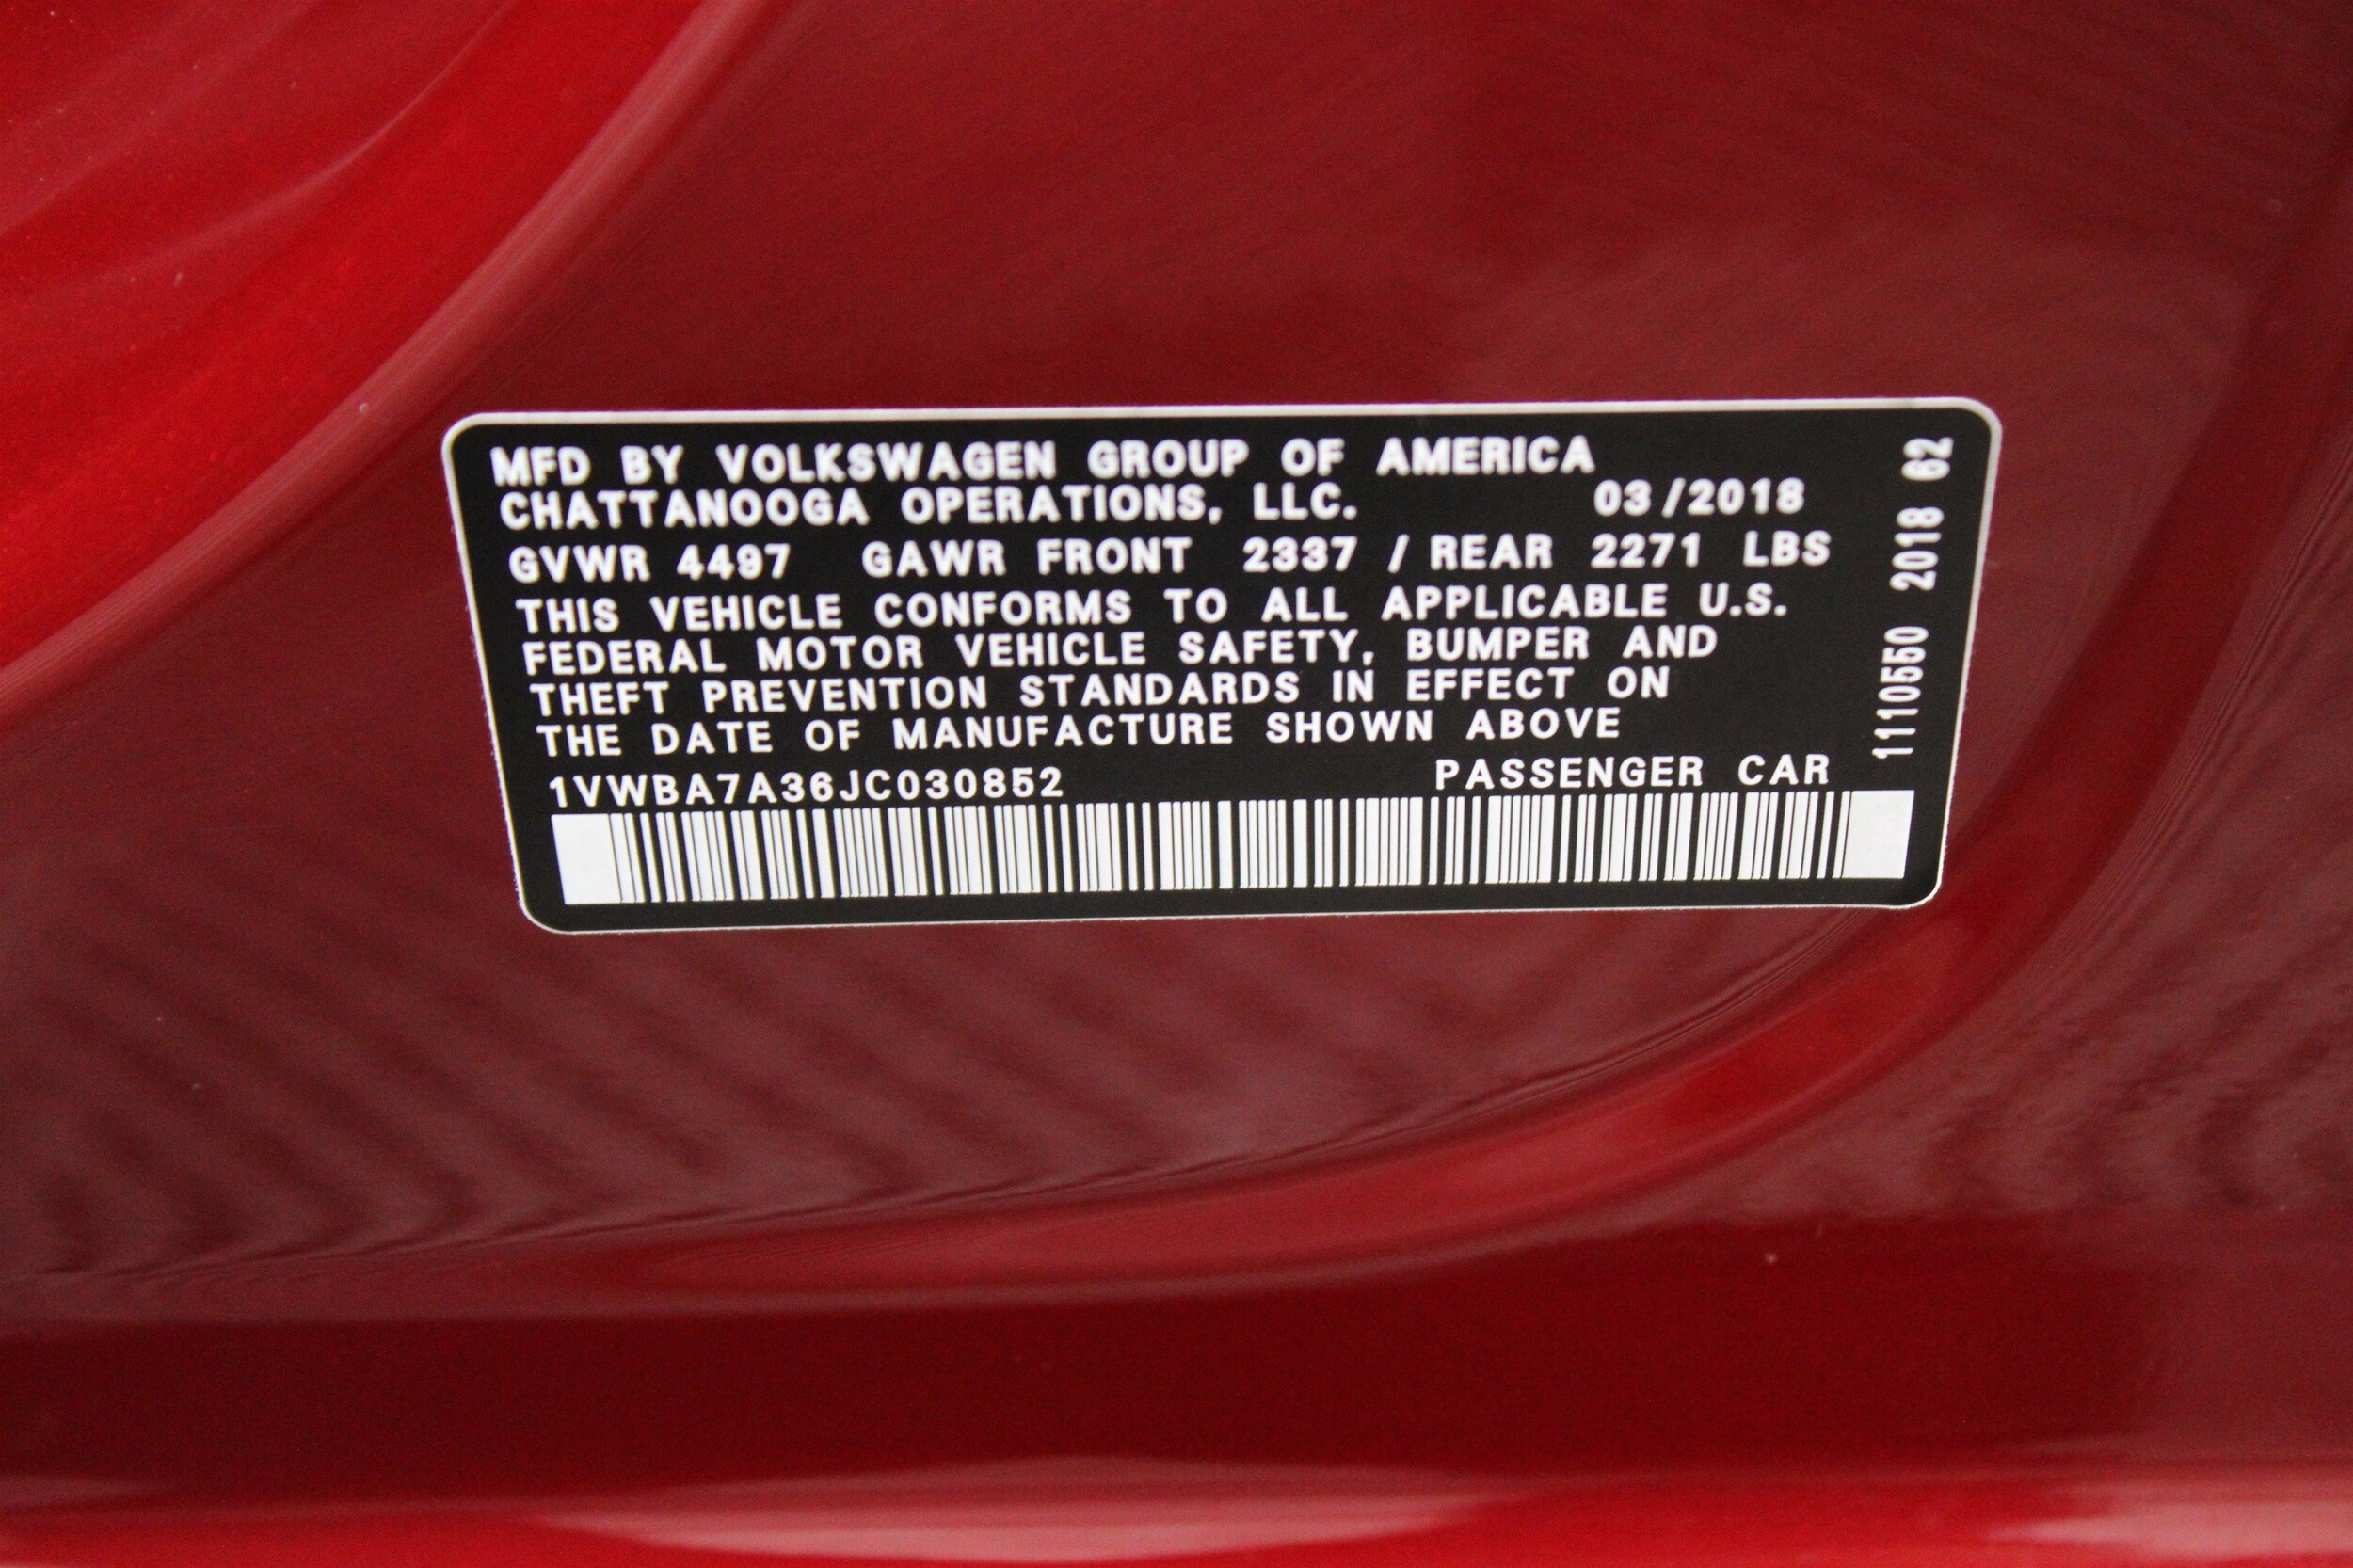 MFD BY VOLKSWAGEN GROUP OF AMERICA
CHATTANOOGA OPERATIONS, LLC. 03/2018
GVWR 4497 GAWR FRONT 2337 / REAR 2271 LBS
THIS VEHICLE CONFORMS TO ALL APPLICABLE U.S.
FEDERAL MOTOR VEHICLE SAFETY, BUMPER AND
THEFT PREVENTION STANDARDS IN EFFECT ON
THE DATE OF MANUFACTURE SHOWN ABOVE
1VWBA7A36JC030852 PASSENGER CAR
110550 2018 62